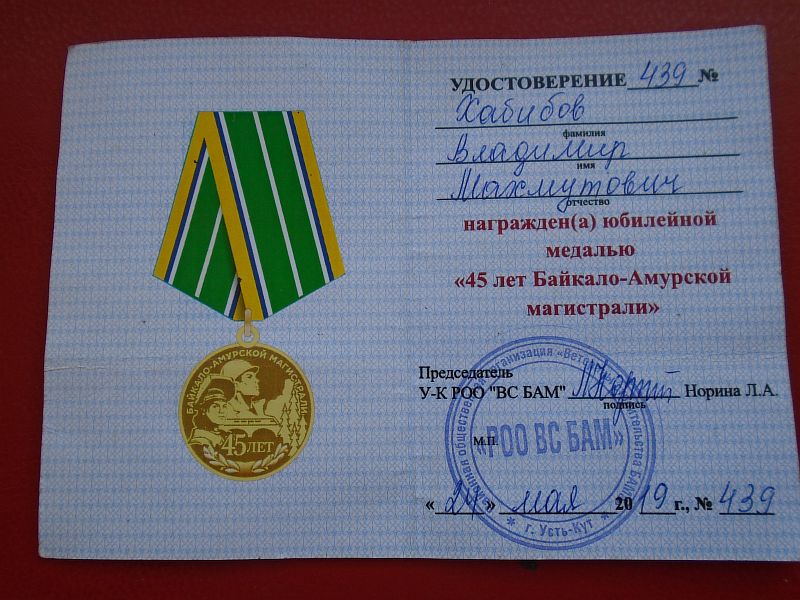 БАЙКАЛО-АМУРСКОЙ МАГИСТРАЛИ
45 ЛЕТ
УДОСТОВЕРЕНИЕ 439 №
Хабибов
фамилия
Владимир
имя
Махмутович
отчество
награжден(а) юбилейной
медалью
«45 лет Байкало-Амурской
магистрали»
Председатель
У-К РОО "ВС БАМ" Норина Л.А.
подпись
М.П.
«РОО ВС БАМ»
г. Усть-Кут
« 24 » мая 2019 г., № 439